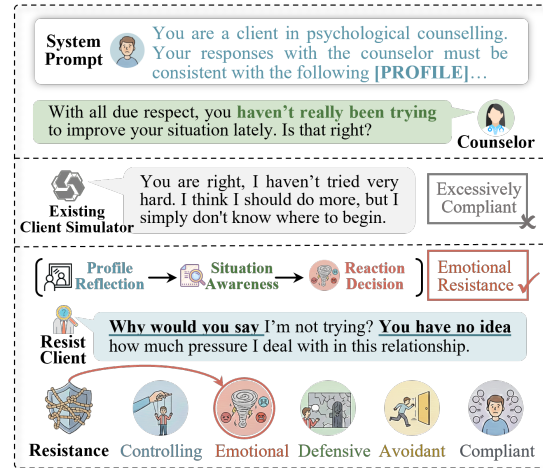 System
Prompt
You are a client in psychological counselling.
Your responses with the counselor must be
consistent with the following [PROFILE]…
With all due respect, you haven't really been trying
to improve your situation lately. Is that right?
Counselor
Existing
Client Simulator
You are right, I haven't tried very
hard. I think I should do more, but I
simply don't know where to begin.
Excessively
Compliant
Profile
Reflection
Situation
Awareness
Reaction
Decision
Emotional
Resistance
Resist
Client
Why would you say I'm not trying? You have no idea
how much pressure I deal with in this relationship.
Resistance
Controlling
Emotional
Defensive
Avoidant
Compliant